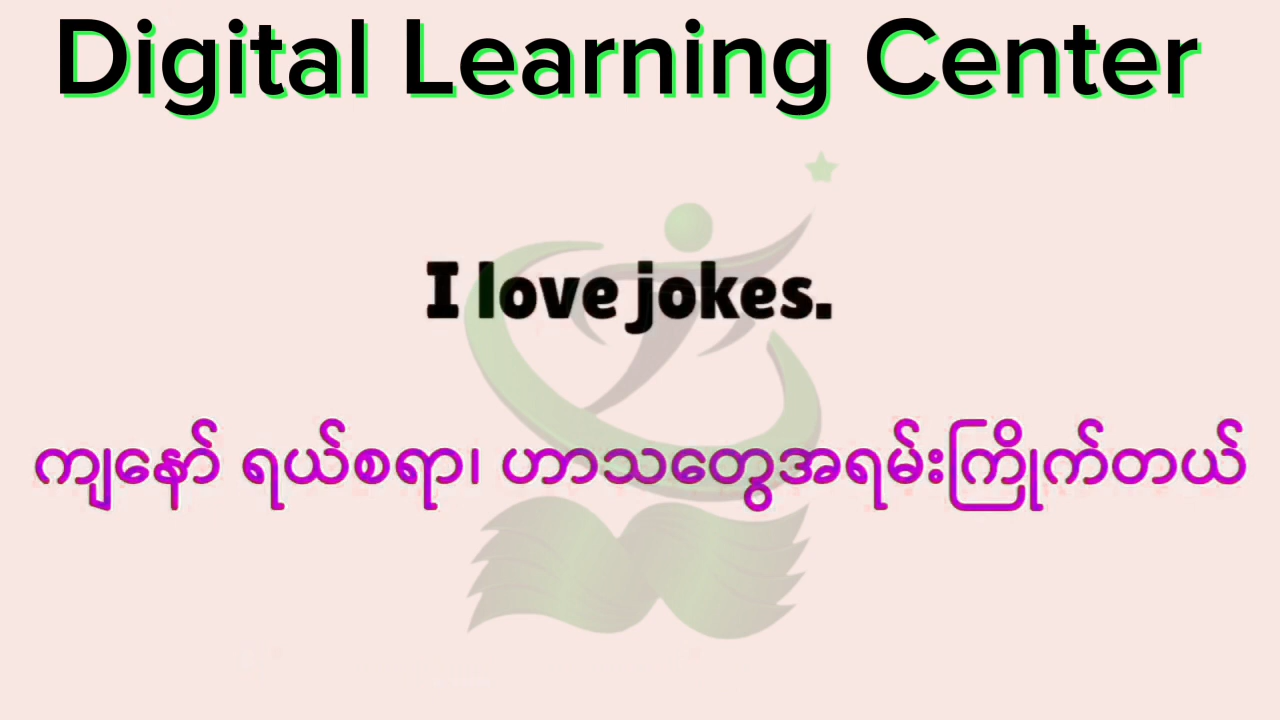 Digital Learning Center
I love jokes.
ကျနော် ရယ်စရာ၊ ဟာသတွေအရမ်းကြိုက်တယ်